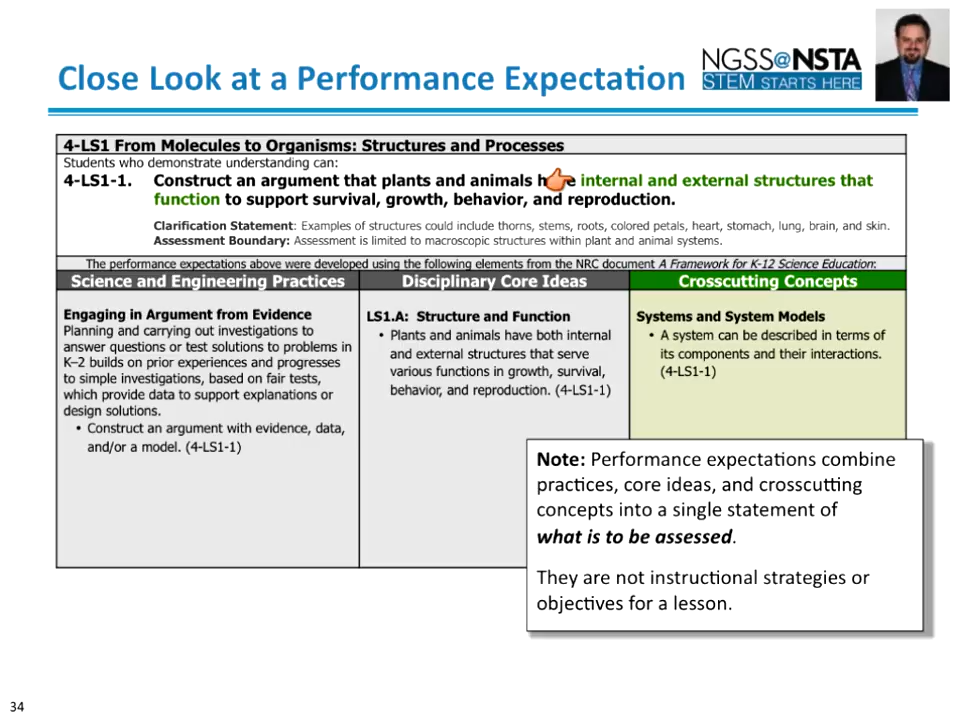 Close Look at a Performance Expectation
NGSS@NSTA
STEM STARTS HERE
4-LS1 From Molecules to Organisms: Structures and Processes
Students who demonstrate understanding can:
4-LS1-1. Construct an argument that plants and animals h e internal and external structures that
function to support survival, growth, behavior, and reproduction.
Clarification Statement: Examples of structures could include thorns, stems, roots, colored petals, heart, stomach, lung, brain, and skin.
Assessment Boundary: Assessment is limited to macroscopic structures within plant and animal systems.
The performance expectations above were developed using the following elements from the NRC document A Framework for K-12 Science Education:
Science and Engineering Practices
Engaging in Argument from Evidence
Planning and carrying out investigations to
answer questions or test solutions to problems in
K–2 builds on prior experiences and progresses
to simple investigations, based on fair tests,
which provide data to support explanations or
design solutions.
• Construct an argument with evidence, data,
and/or a model. (4-LS1-1)
Disciplinary Core Ideas
LS1.A: Structure and Function
• Plants and animals have both internal
and external structures that serve
various functions in growth, survival,
behavior, and reproduction. (4-LS1-1)
Crosscutting Concepts
Systems and System Models
• A system can be described in terms of
its components and their interactions.
(4-LS1-1)
Note: Performance expectations combine
practices, core ideas, and crosscutting
concepts into a single statement of
what is to be assessed.
They are not instructional strategies or
objectives for a lesson.
34